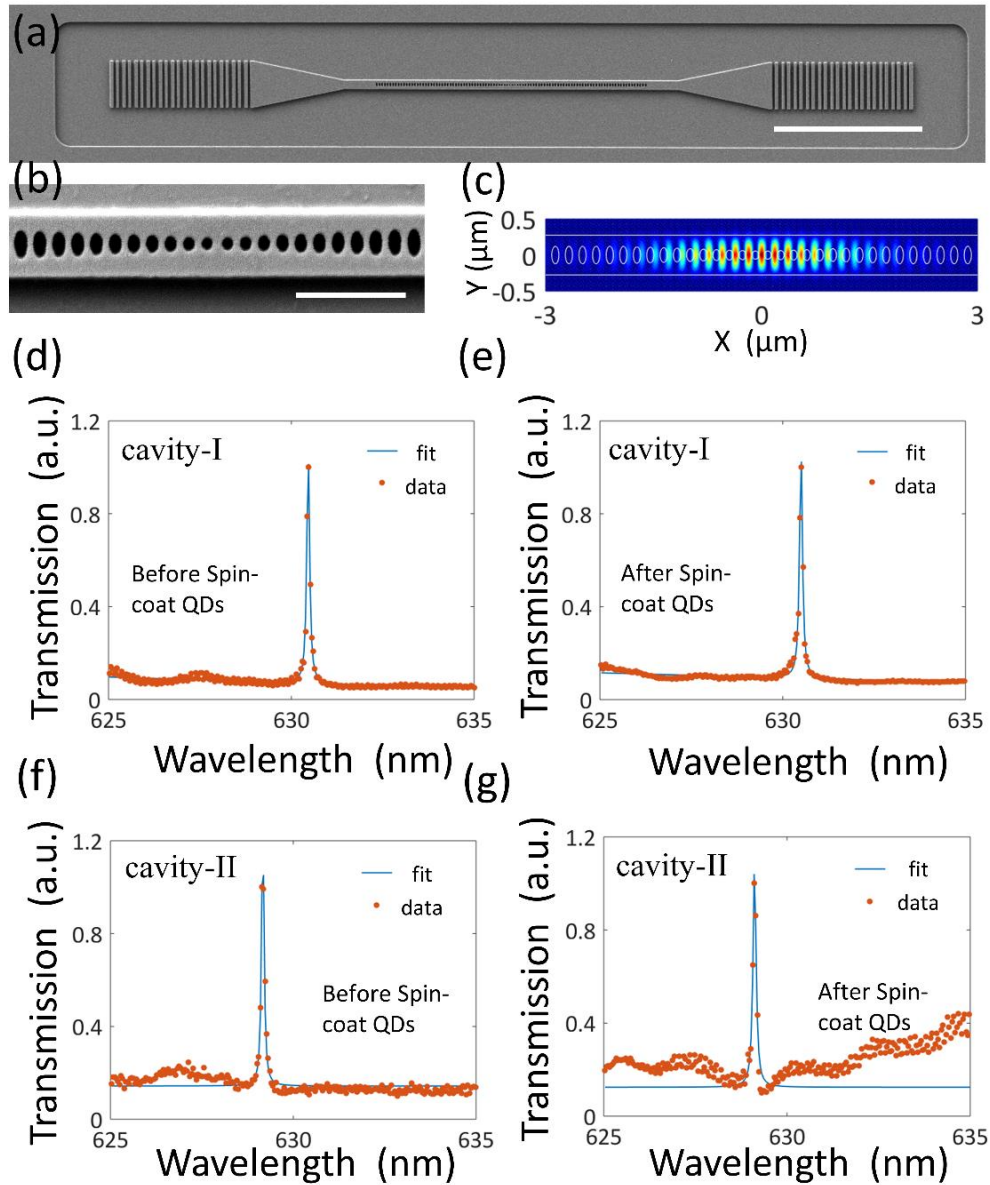 (a)
(b)
(c)
Y (μm)
0.5
0
-0.5
-3
0
3
X (μm)
(d)
(e)
Transmission (a.u.)
1.2
0.8
0.4
0
cavity-I
fit
data
Before Spin-
coat QDs
625
630
635
Wavelength (nm)
Transmission (a.u.)
1.2
0.8
0.4
0
cavity-I
fit
data
After Spin-
coat QDs
625
630
635
Wavelength (nm)
(f)
(g)
Transmission (a.u.)
1.2
0.8
0.4
0
cavity-II
fit
data
Before Spin-
coat QDs
625
630
635
Wavelength (nm)
Transmission (a.u.)
1.2
0.8
0.4
0
cavity-II
fit
data
After Spin-
coat QDs
625
630
635
Wavelength (nm)